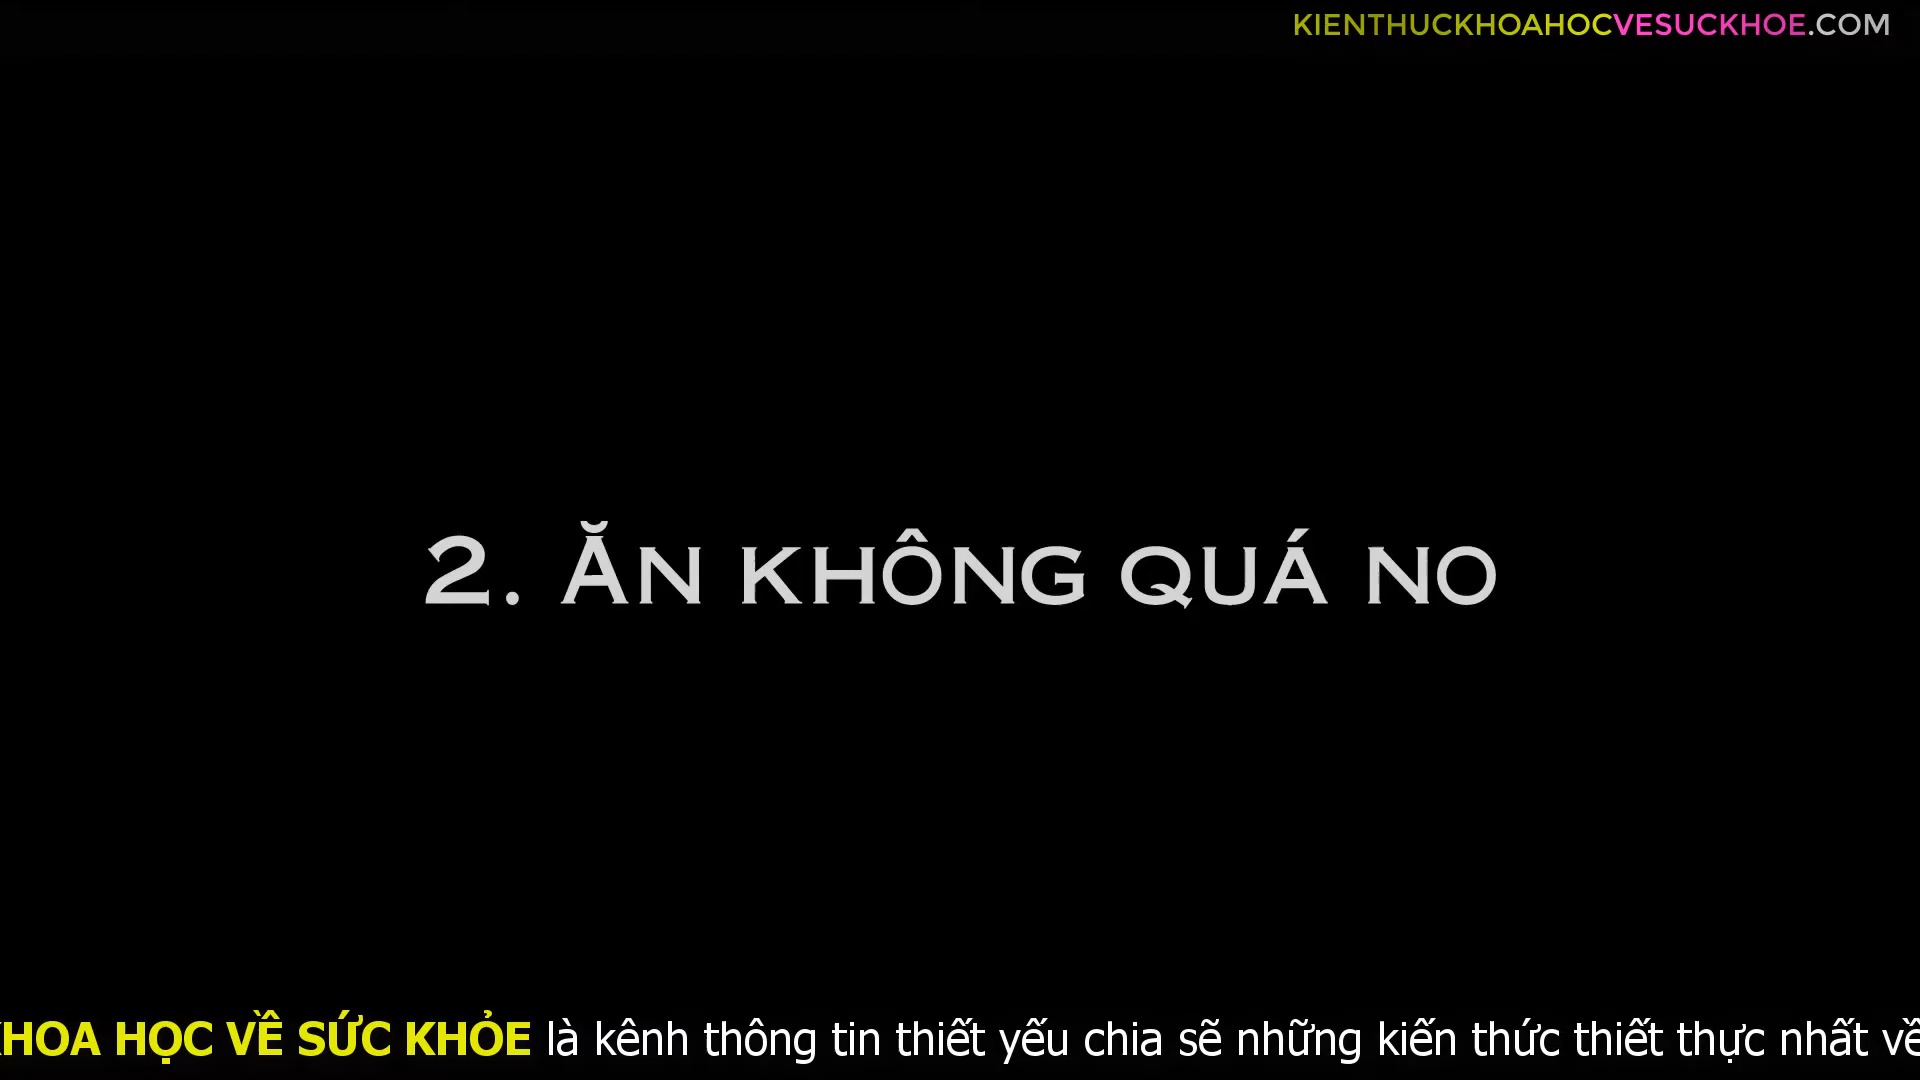 KIENTHUCKHOAHOCVESUCKHOE.COM
2. ĂN KHÔNG QUÁ NO
HOA HỌC VỀ SỨC KHỎE là kênh thông tin thiết yếu chia sẽ những kiến thức thiết thực nhất về